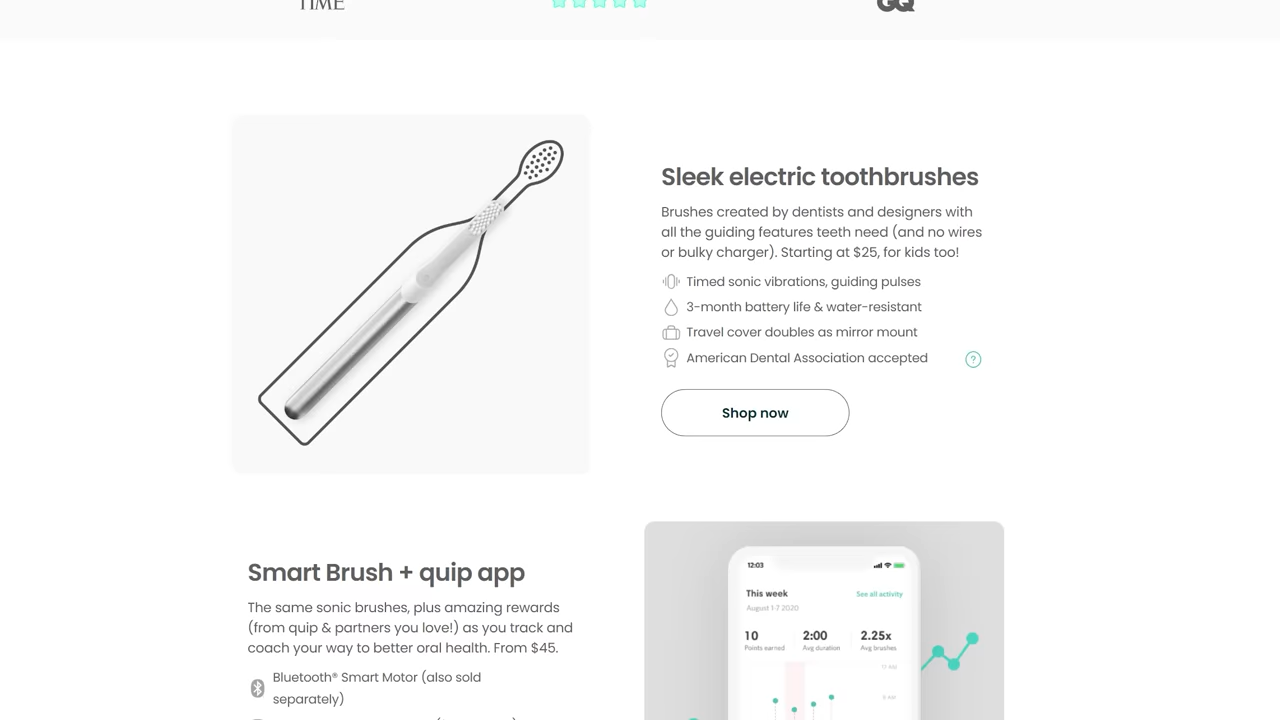 TIME
GQ
Sleek electric toothbrushes
Brushes created by dentists and designers with
all the guiding features teeth need (and no wires
or bulky charger). Starting at $25, for kids too!
Timed sonic vibrations, guiding pulses
3-month battery life & water-resistant
Travel cover doubles as mirror mount
American Dental Association accepted
?
Shop now
Smart Brush + quip app
The same sonic brushes, plus amazing rewards
(from quip & partners you love!) as you track and
coach your way to better oral health. From $45.
Bluetooth® Smart Motor (also sold
separately)
12:03
This week
See all activity
August 1-7 2020
10
2:00
2.25x
Points earned
Avg duration
Avg brushes